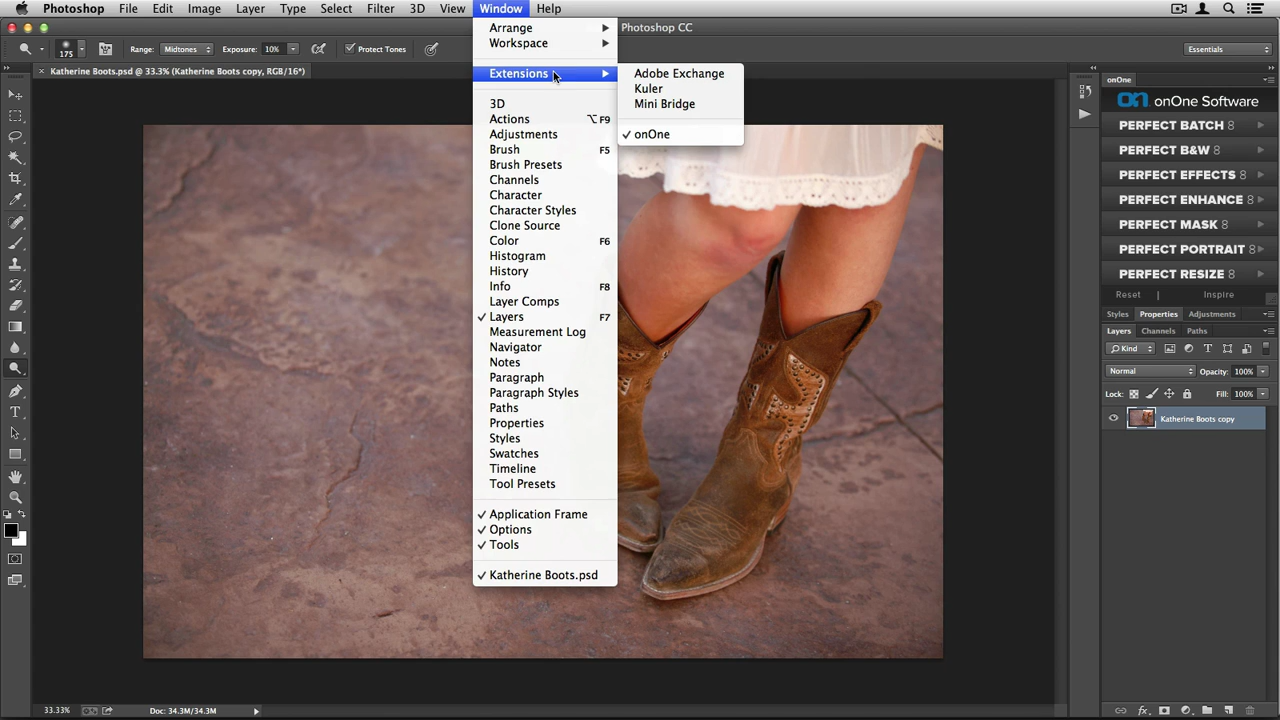 Photoshop File Edit Image Layer Type Select Filter 3D View Window Help
Photoshop CC
175 Range: Midtones Exposure: 10% Protect Tones Essentials
Katherine Boots.psd @ 33.3% (Katherine Boots copy, RGB/16*)
Arrange
Workspace
Extensions
3D
Actions ⌥F9
Adjustments
Brush F5
Brush Presets
Channels
Character
Character Styles
Clone Source
Color F6
Histogram
History
Info F8
Layer Comps
Layers F7
Measurement Log
Navigator
Notes
Paragraph
Paragraph Styles
Paths
Properties
Styles
Swatches
Timeline
Tool Presets
Application Frame
Options
Tools
Katherine Boots.psd
Adobe Exchange
Kuler
Mini Bridge
onOne
onOne
on onOne Software
PERFECT BATCH 8
PERFECT B&W 8
PERFECT EFFECTS 8
PERFECT ENHANCE 8
PERFECT MASK 8
PERFECT PORTRAIT 8
PERFECT RESIZE 8
Reset | Inspire
Styles Properties Adjustments
Layers Channels Paths
Kind
Normal Opacity: 100%
Lock: Fill: 100%
Katherine Boots copy
33.33% Doc: 34.3M/34.3M